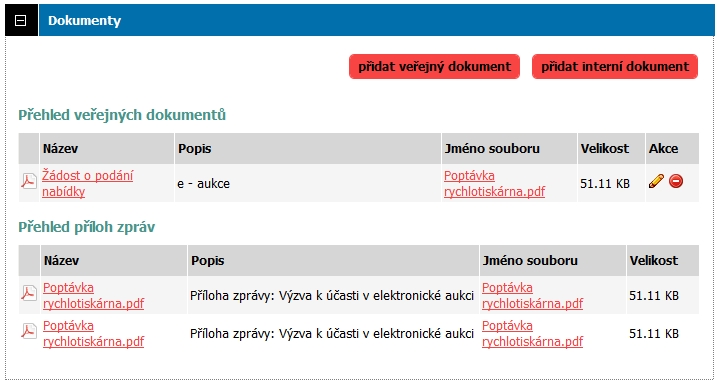 Dokumenty
přidat veřejný dokument přidat interní dokument
Přehled veřejných dokumentů
Název Popis Jméno souboru Velikost Akce
Žádost o podání nabídky e - aukce Poptávka rychlotiskárna.pdf 51.11 KB
Přehled příloh zpráv
Název Popis Jméno souboru Velikost
Poptávka rychlotiskárna.pdf Příloha zprávy: Výzva k účasti v elektronické aukci Poptávka rychlotiskárna.pdf 51.11 KB
Poptávka rychlotiskárna.pdf Příloha zprávy: Výzva k účasti v elektronické aukci Poptávka rychlotiskárna.pdf 51.11 KB